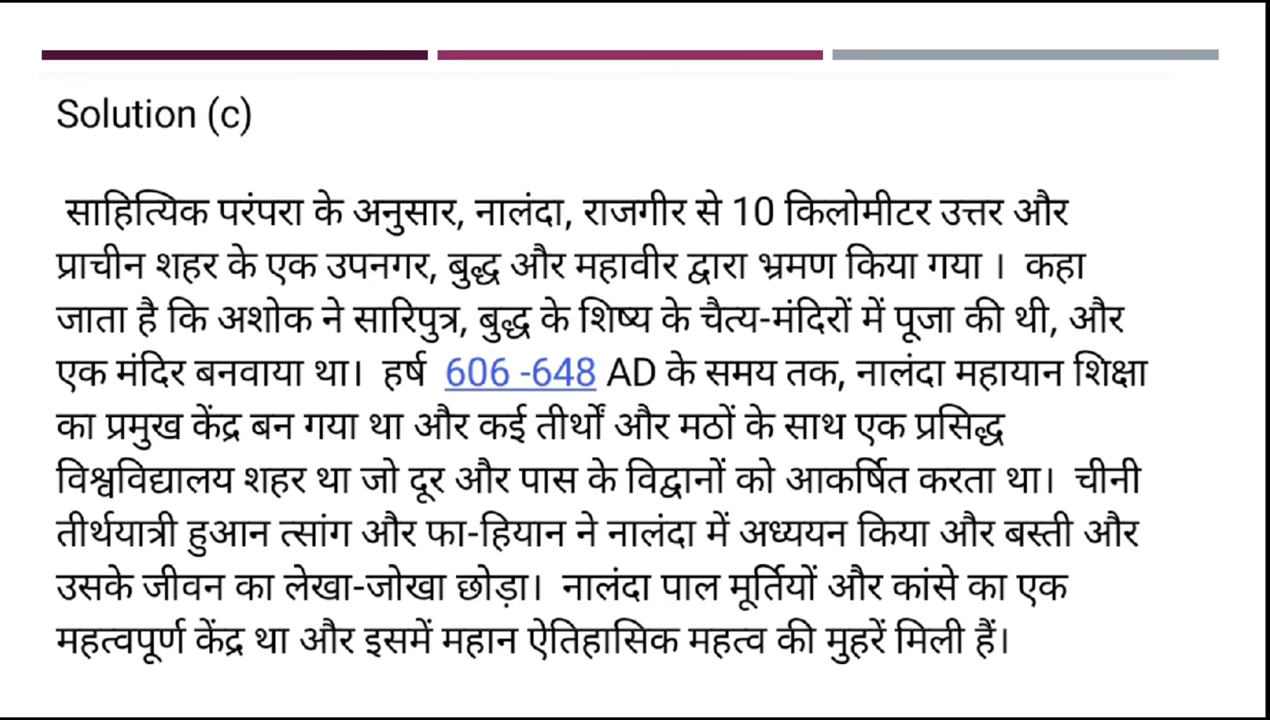 Solution (c)
साहित्यिक परंपरा के अनुसार, नालंदा, राजगीर से 10 किलोमीटर उत्तर और
प्राचीन शहर के एक उपनगर, बुद्ध और महावीर द्वारा भ्रमण किया गया । कहा
जाता है कि अशोक ने सारिपुत्र, बुद्ध के शिष्य के चैत्य-मंदिरों में पूजा की थी, और
एक मंदिर बनवाया था। हर्ष 606 -648 AD के समय तक, नालंदा महायान शिक्षा
का प्रमुख केंद्र बन गया था और कई तीर्थों और मठों के साथ एक प्रसिद्ध
विश्वविद्यालय शहर था जो दूर और पास के विद्वानों को आकर्षित करता था। चीनी
तीर्थयात्री हुआन त्सांग और फा-हियान ने नालंदा में अध्ययन किया और बस्ती और
उसके जीवन का लेखा-जोखा छोड़ा। नालंदा पाल मूर्तियों और कांसे का एक
महत्वपूर्ण केंद्र था और इसमें महान ऐतिहासिक महत्व की मुहरें मिली हैं।